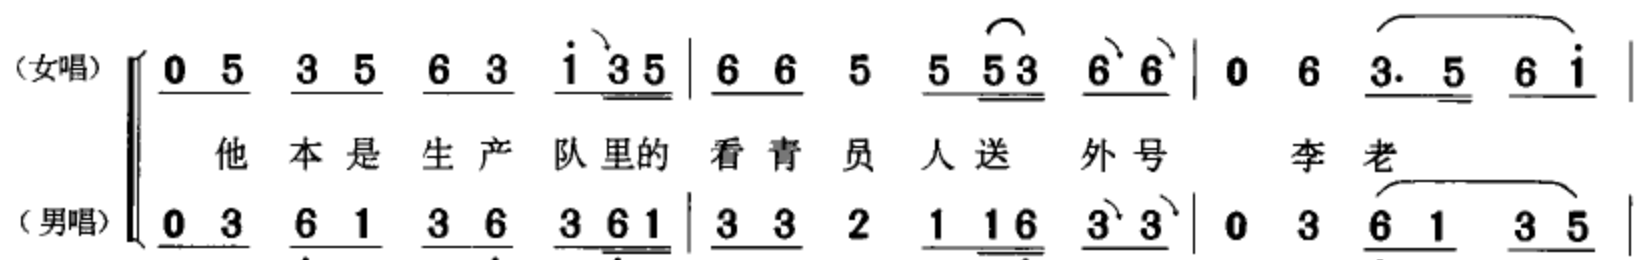 （女唱） 0 5 3 5 6 3 i 3 5 | 6 6 5 5 5 3 6 6 | 0 6 3. 5 6 i |
他 本 是 生 产 队 里 的 看 青 员 人 送 外 号 李 老
（男唱） 0 3 6 1 3 6 3 6 1 | 3 3 2 1 1 6 3 3 | 0 3 6 1 3 5 |